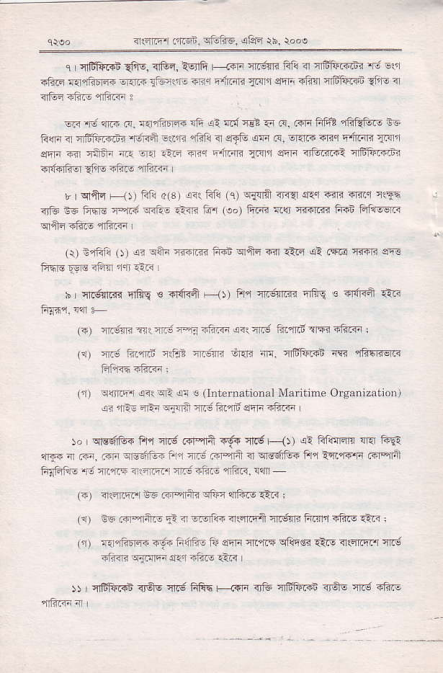 ৭২৩০ বাংলাদেশ গেজেট, অতিরিক্ত, এপ্রিল ২৯, ২০০৩
৭। সার্টিফিকেট স্থগিত, বাতিল, ইত্যাদি।—কোন সার্ভেয়ার বিধি বা সার্টিফিকেটের শর্ত ভংগ
করিলে মহাপরিচালক তাহাকে যুক্তিসংগত কারণ দর্শানোর সুযোগ প্রদান করিয়া সার্টিফিকেট স্থগিত বা
বাতিল করিতে পারিবেন ঃ
তবে শর্ত থাকে যে, মহাপরিচালক যদি এই মর্মে সন্তুষ্ট হন যে, কোন নির্দিষ্ট পরিস্থিতিতে উক্ত
বিধান বা সার্টিফিকেটের শর্তাবলী ভংগের পরিধি বা প্রকৃতি এমন যে, তাহাকে কারণ দর্শানোর সুযোগ
প্রদান করা সমীচীন নহে তাহা হইলে কারণ দর্শানোর সুযোগ প্রদান ব্যতিরেকেই সার্টিফিকেটের
কার্যকারিতা স্থগিত করিতে পারিবেন।
৮। আপীল।—(১) বিধি ৫(৪) এবং বিধি (৭) অনুযায়ী ব্যবস্থা গ্রহণ করার কারণে সংক্ষুব্ধ
ব্যক্তি উক্ত সিদ্ধান্ত সম্পর্কে অবহিত হইবার ত্রিশ (৩০) দিনের মধ্যে সরকারের নিকট লিখিতভাবে
আপীল করিতে পারিবেন।
(২) উপবিধি (১) এর অধীন সরকারের নিকট আপীল করা হইলে এই ক্ষেত্রে সরকার প্রদত্ত
সিদ্ধান্ত চূড়ান্ত বলিয়া গণ্য হইবে।
৯। সার্ভেয়ারের দায়িত্ব ও কার্যাবলী।—(১) শিপ সার্ভেয়ারের দায়িত্ব ও কার্যাবলী হইবে
নিম্নরূপ, যথা ঃ—
(ক) সার্ভেয়ার স্বয়ং সার্ভে সম্পন্ন করিবেন এবং সার্ভে রিপোর্টে স্বাক্ষর করিবেন ;
(খ) সার্ভে রিপোর্টে সংশ্লিষ্ট সার্ভেয়ার তাঁহার নাম, সার্টিফিকেট নম্বর পরিষ্কারভাবে
লিপিবদ্ধ করিবেন ;
(গ) অধ্যাদেশ এবং আই এম ও (International Maritime Organization)
এর গাইড লাইন অনুযায়ী সার্ভে রিপোর্ট প্রদান করিবেন।
১০। আন্তর্জাতিক শিপ সার্ভে কোম্পানী কর্তৃক সার্ভে।—(১) এই বিধিমালায় যাহা কিছুই
থাকুক না কেন, কোন আন্তর্জাতিক শিপ সার্ভে কোম্পানী বা আন্তর্জাতিক শিপ ইন্সপেকশন কোম্পানী
নিম্নলিখিত শর্ত সাপেক্ষে বাংলাদেশে সার্ভে করিতে পারিবে, যথাঃ—
(ক) বাংলাদেশে উক্ত কোম্পানীর অফিস থাকিতে হইবে ;
(খ) উক্ত কোম্পানীতে দুই বা ততোধিক বাংলাদেশী সার্ভেয়ার নিয়োগ করিতে হইবে ;
(গ) মহাপরিচালক কর্তৃক নির্ধারিত ফি প্রদান সাপেক্ষে অধিদপ্তর হইতে বাংলাদেশে সার্ভে
করিবার অনুমোদন গ্রহণ করিতে হইবে।
১১। সার্টিফিকেট ব্যতীত সার্ভে নিষিদ্ধ।—কোন ব্যক্তি সার্টিফিকেট ব্যতীত সার্ভে করিতে
পারিবেন না।